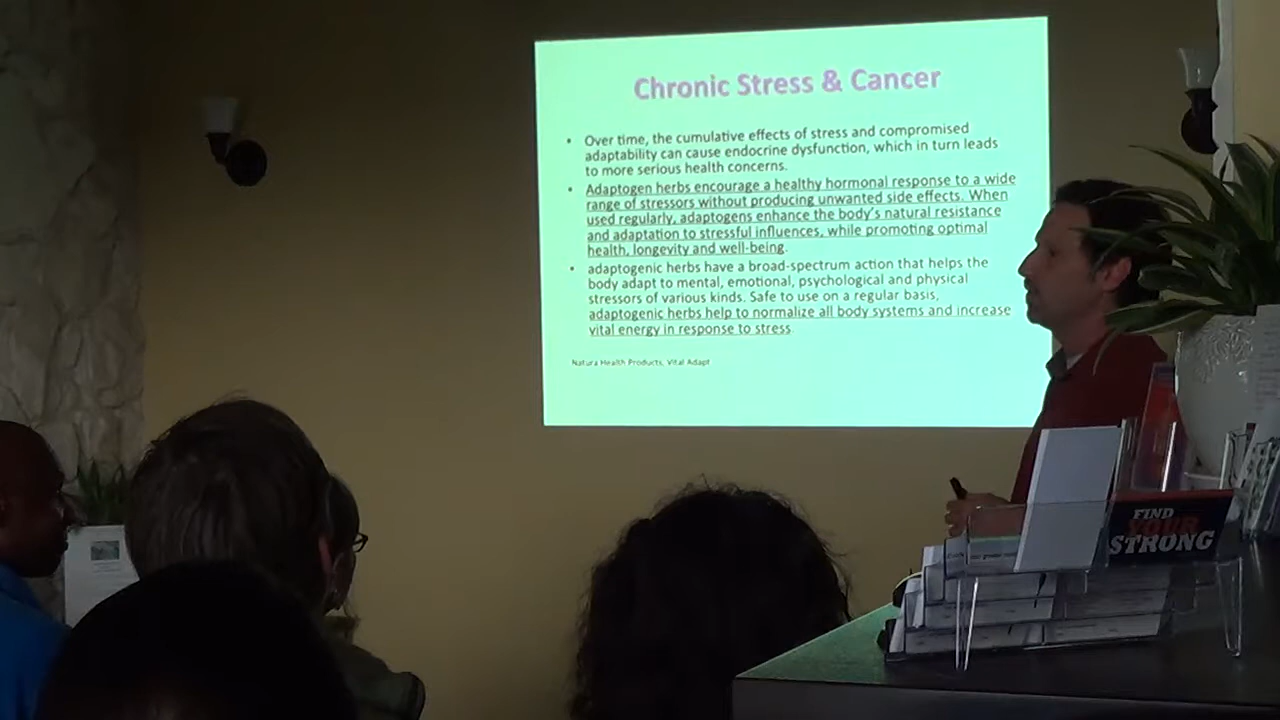 Chronic Stress & Cancer
• Over time, the cumulative effects of stress and compromised
adaptability can cause endocrine dysfunction, which in turn leads
to more serious health concerns.
• Adaptogen herbs encourage a healthy hormonal response to a wide
range of stressors without producing unwanted side effects. When
used regularly, adaptogens enhance the body's natural resistance
and adaptation to stressful influences, while promoting optimal
health, longevity and well-being.
• adaptogenic herbs have a broad-spectrum action that helps the
body adapt to mental, emotional, psychological and physical
stressors of various kinds. Safe to use on a regular basis,
adaptogenic herbs help to normalize all body systems and increase
vital energy in response to stress.
Natura Health Products, Vital Adapt
FIND
YOUR
STRONG